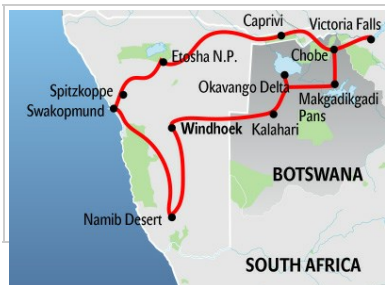 Caprivi
Victoria Falls
Etosha N.P.
Chobe
Okavango Delta
Spitzkoppe
Swakopmund
Makgadikgadi
Pans
Windhoek
Kalahari
BOTSWANA
Namib Desert
SOUTH AFRICA